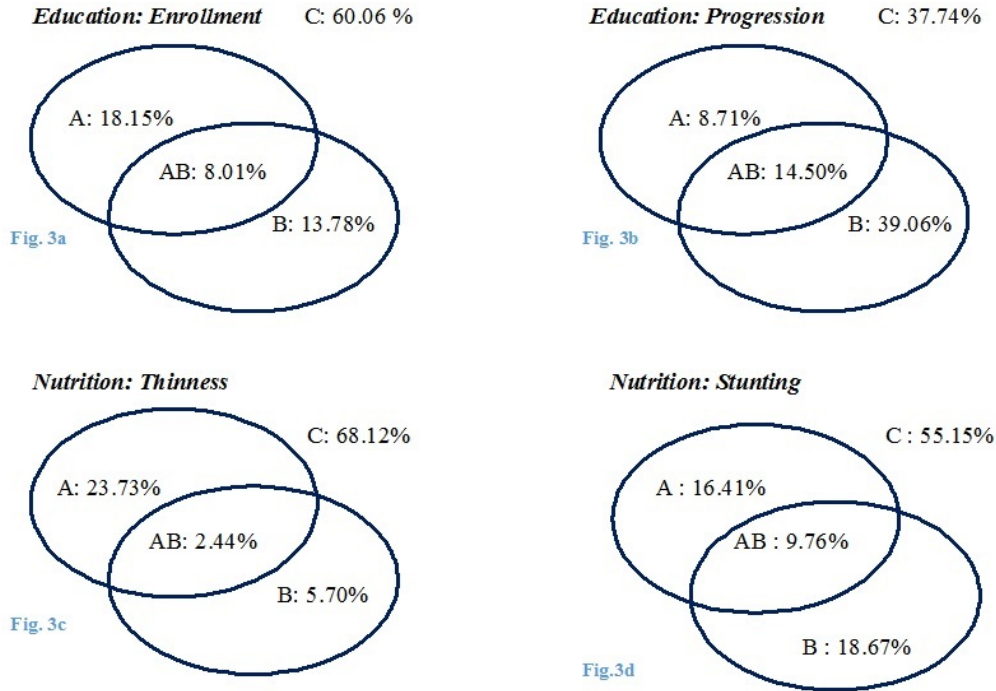 Education: Enrollment C: 60.06 %
A: 18.15%
AB: 8.01%
B: 13.78%
Fig. 3a
Education: Progression C: 37.74%
A: 8.71%
AB: 14.50%
B: 39.06%
Fig. 3b
Nutrition: Thinness
C: 68.12%
A: 23.73%
AB: 2.44%
B: 5.70%
Fig. 3c
Nutrition: Stunting
C : 55.15%
A : 16.41%
AB : 9.76%
B : 18.67%
Fig.3d